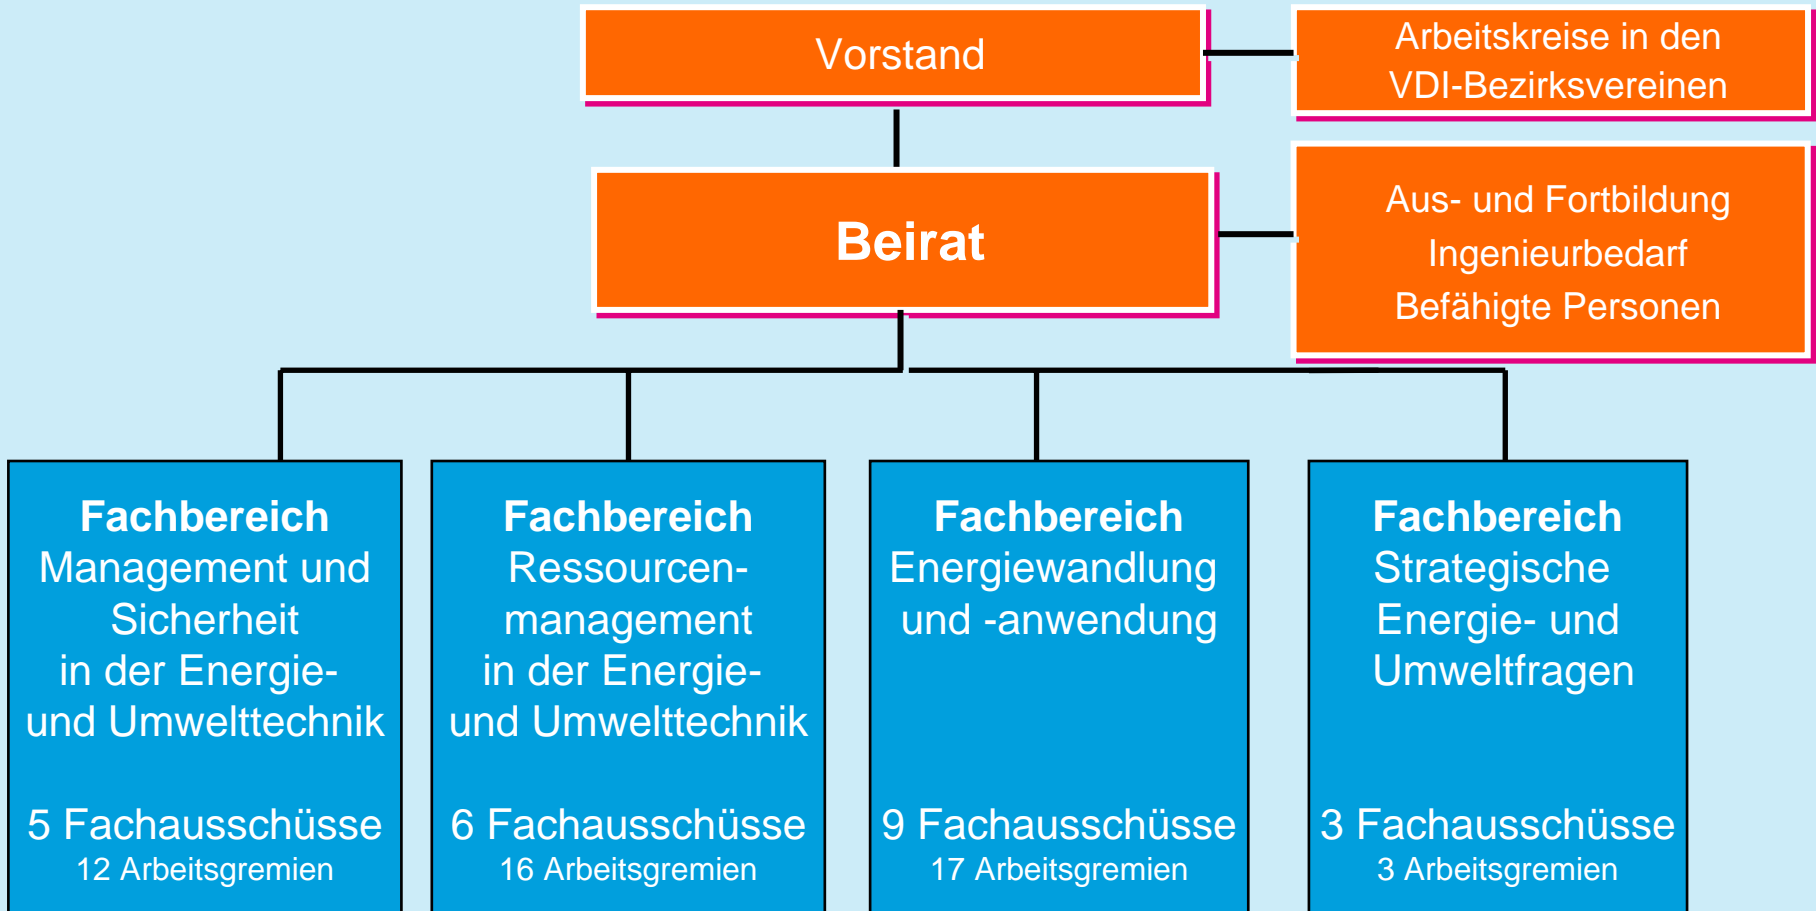 Vorstand
Arbeitskreise in den
VDI-Bezirksvereinen
Beirat
Aus- und Fortbildung
Ingenieurbedarf
Befähigte Personen
Fachbereich
Management und
Sicherheit
in der Energie-
und Umwelttechnik
5 Fachausschüsse
12 Arbeitsgremien
Fachbereich
Ressourcen-
management
in der Energie-
und Umwelttechnik
6 Fachausschüsse
16 Arbeitsgremien
Fachbereich
Energiewandlung
und -anwendung
9 Fachausschüsse
17 Arbeitsgremien
Fachbereich
Strategische
Energie- und
Umweltfragen
3 Fachausschüsse
3 Arbeitsgremien